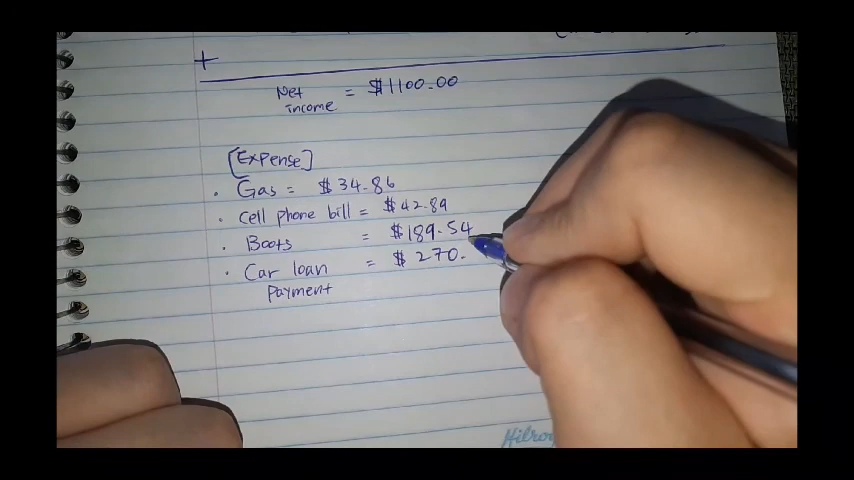 +
Net
income = $1100.00
[Expense]
. Gas = $34.86
. Cell phone bill = $42.89
. Boots = $189.54
. Car loan = $270.
Payment
Hilroy